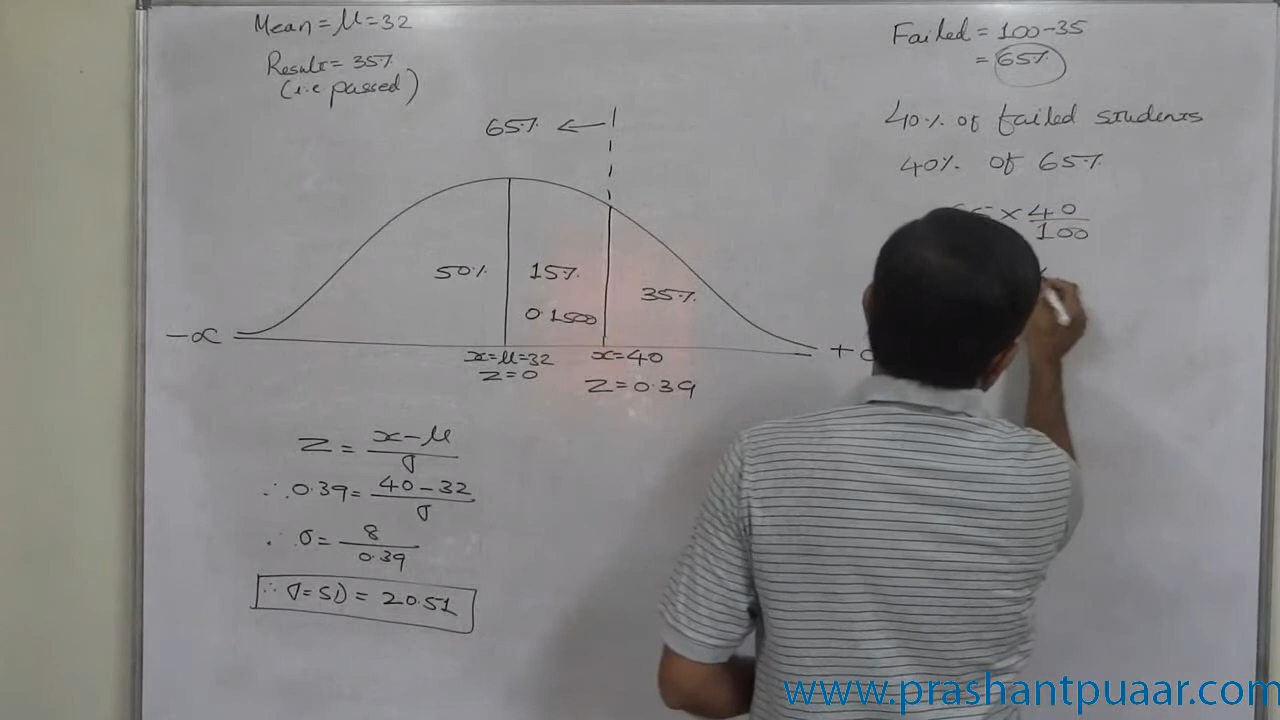 Mean = μ = 32
Result = 35%
(i.e passed)
65% ←
50%
15%
0.1500
35%
-∝
+
x=μ=32
Z=0
x=40
Z=0.39
Z = x-μ / σ
∴ 0.39 = 40-32 / σ
∴ σ = 8 / 0.39
∴ σ=SD = 20.51
Failed = 100-35
= 65%
40% of failed students
40% of 65%
× 40 / 100
www.prashantpuaar.com